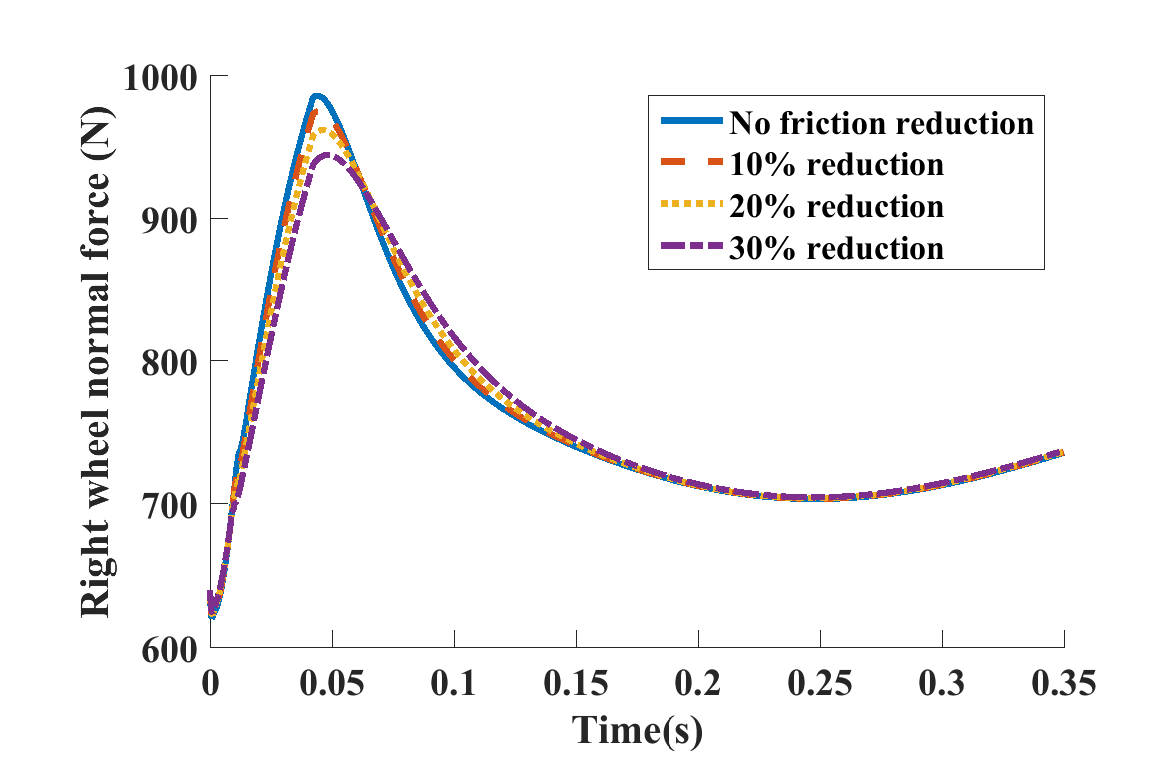 Right wheel normal force (N)
1000
900
800
700
600
0 0.05 0.1 0.15 0.2 0.25 0.3 0.35
Time(s)
No friction reduction
10% reduction
20% reduction
30% reduction